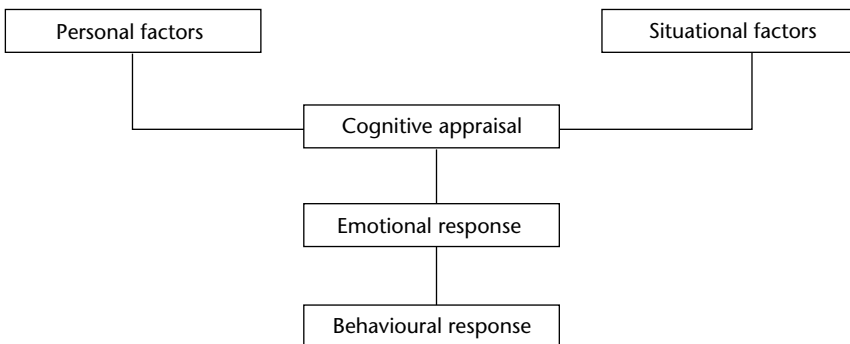 Personal factors
Situational factors
Cognitive appraisal
Emotional response
Behavioural response